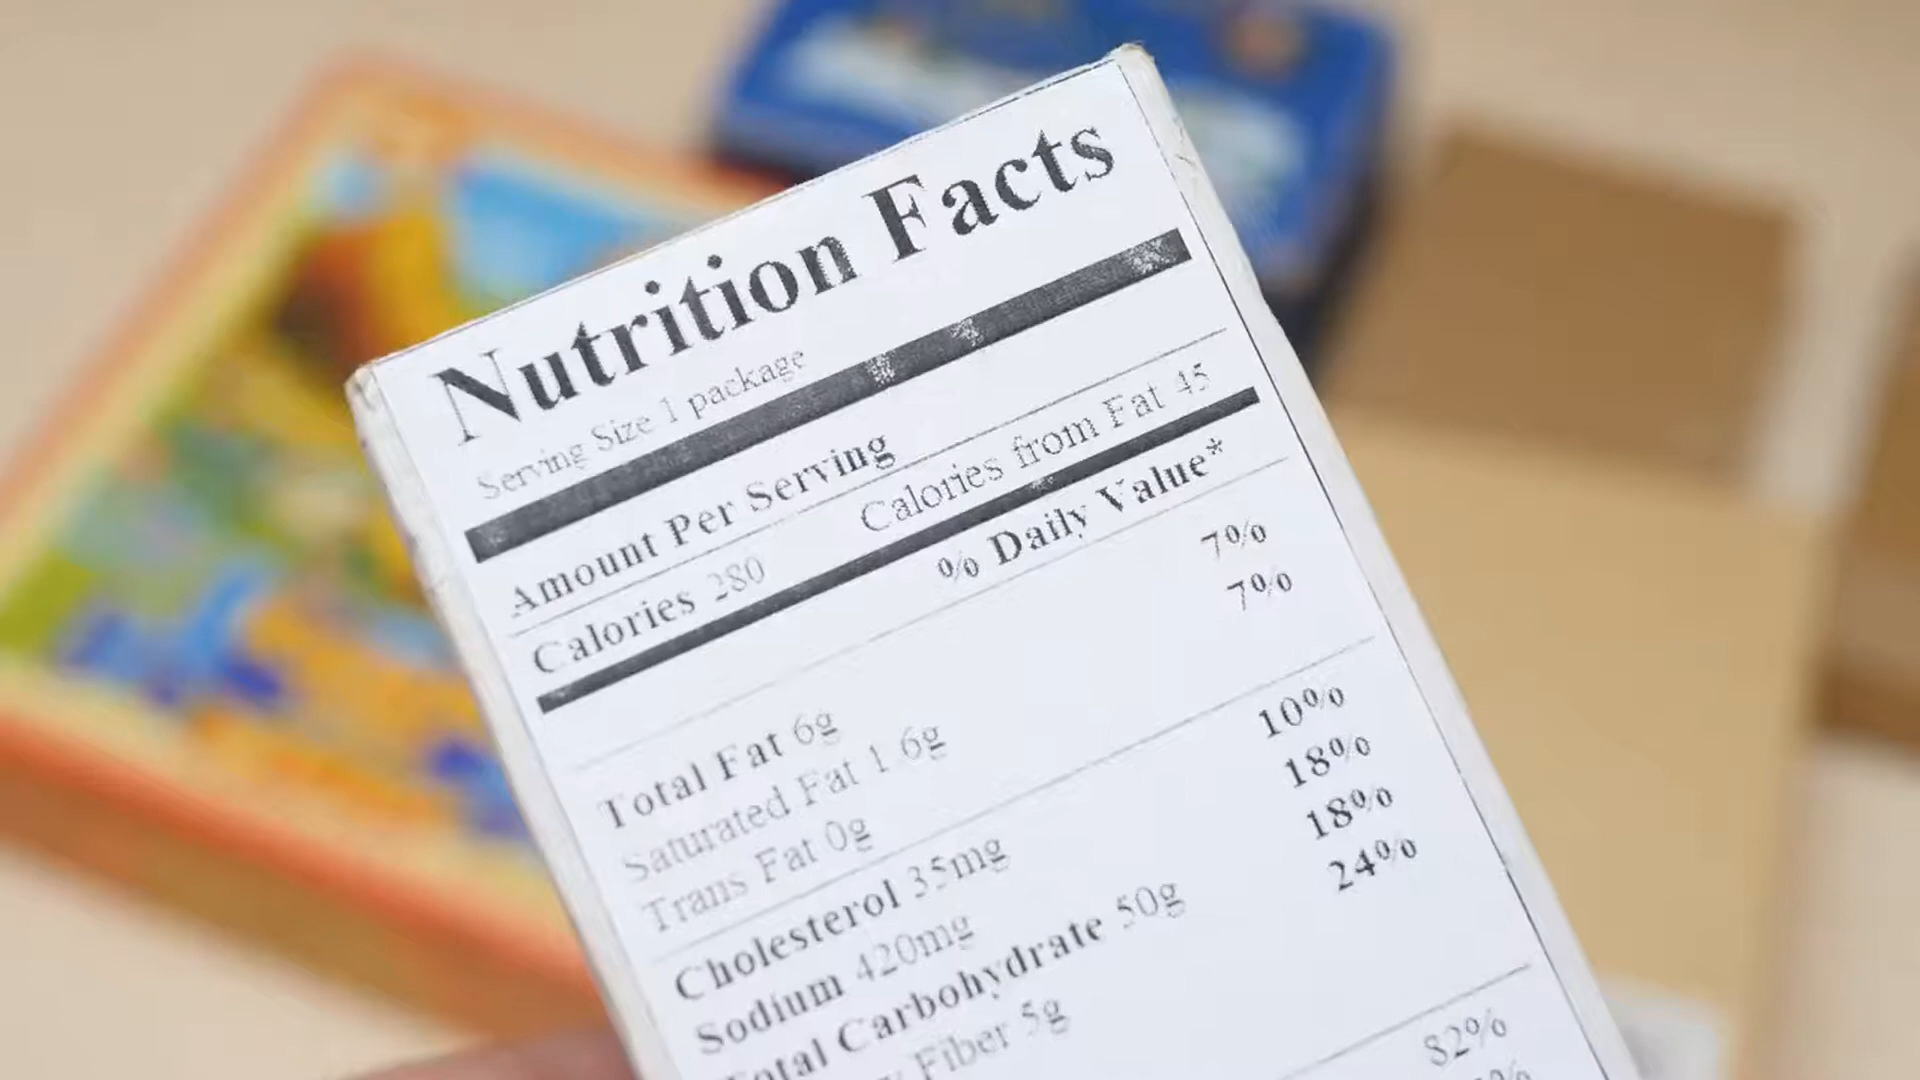 Nutrition Facts
Serving Size 1 package
Amount Per Serving
Calories 280 Calories from Fat 45
% Daily Value*
Total Fat 6g 7%
Saturated Fat 1.6g 7%
Trans Fat 0g
Cholesterol 35mg 10%
Sodium 420mg 18%
Total Carbohydrate 50g 18%
Fiber 5g 24%
82%